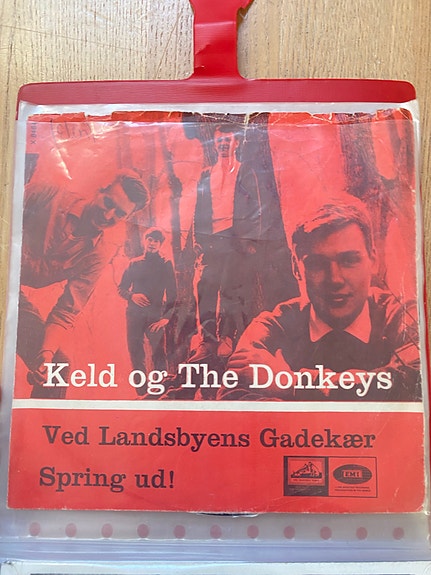 Keld og The Donkeys
Ved Landsbyens Gadekær
Spring ud!
EMI